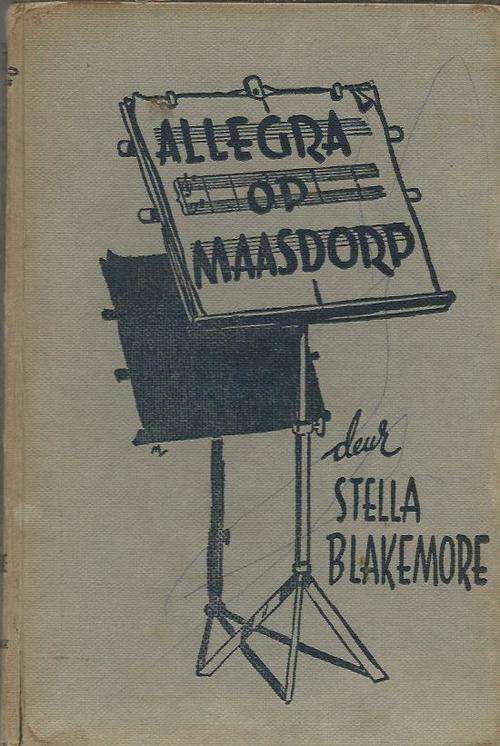 ALLEGRA
OP
MAASDORP
deur
STELLA
BLAKEMORE